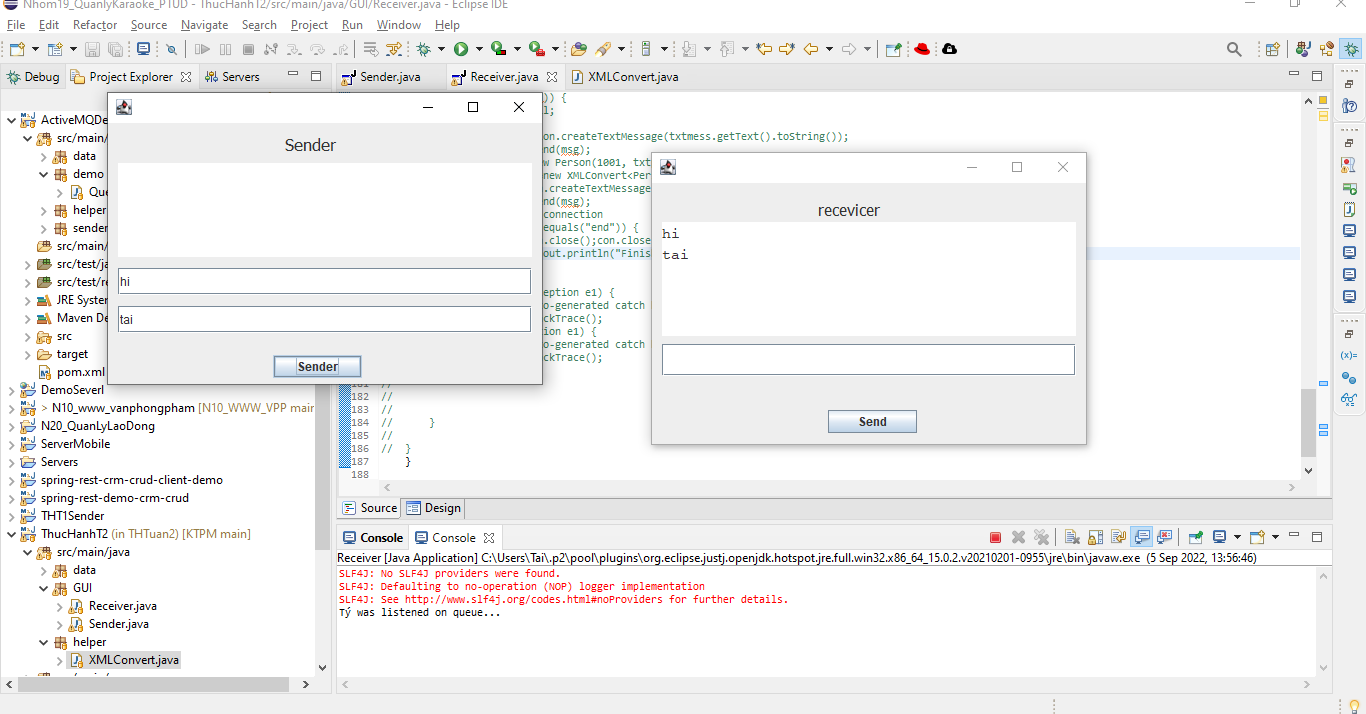 Nhom19_QuanlyKaraoke_PTUD - ThucHanhT2/src/main/java/GUI/Receiver.java - Eclipse IDE
File Edit Refactor Source Navigate Search Project Run Window Help
Debug Project Explorer Servers
Sender.java Receiver.java XMLConvert.java
ActiveMQDe
src/main/
data
demo
Que
helper
sender
src/main/
src/test/ja
src/test/re
JRE System
Maven De
src
target
pom.xml
DemoSeverl
> N10_www_vanphongpham [N10_WWW_VPP main
N20_QuanLyLaoDong
ServerMobile
Servers
spring-rest-crm-crud-client-demo
spring-rest-demo-crm-crud
THT1Sender
ThucHanhT2 (in THTuan2) [KTPM main]
src/main/java
data
GUI
Receiver.java
Sender.java
helper
XMLConvert.java
Sender
hi
tai
Sender
)) {
l;
on.createTextMessage(txtmess.getText().toString());
nd(msg);
w Person(1001, txt
new XMLConvert<Per
.createTextMessage
nd(msg);
connection
equals("end")) {
.close();con.close
out.println("Finis
eption e1) {
o-generated catch
ckTrace();
ion e1) {
o-generated catch
ckTrace();
182 //
183 //
184 // }
185 //
186 // }
187 }
188
recevicer
hi
tai
Send
Source Design
Console Console
Receiver [Java Application] C:\Users\Tai\.p2\pool\plugins\org.eclipse.justj.openjdk.hotspot.jre.full.win32.x86_64_15.0.2.v20210201-0955\jre\bin\javaw.exe (5 Sep 2022, 13:56:46)
SLF4J: No SLF4J providers were found.
SLF4J: Defaulting to no-operation (NOP) logger implementation
SLF4J: See http://www.slf4j.org/codes.html#noProviders for further details.
Tý was listened on queue...